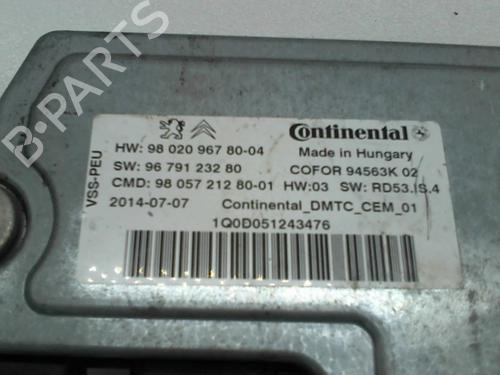 B-PARTS
VSS-PEU
Continental
HW: 98 020 967 80-04
Made in Hungary
SW: 96 791 232 80
COFOR 94563K 02
CMD: 98 057 212 80-01 HW:03 SW: RD53.IS.4
2014-07-07 Continental_DMTC_CEM_01
1Q0D051243476